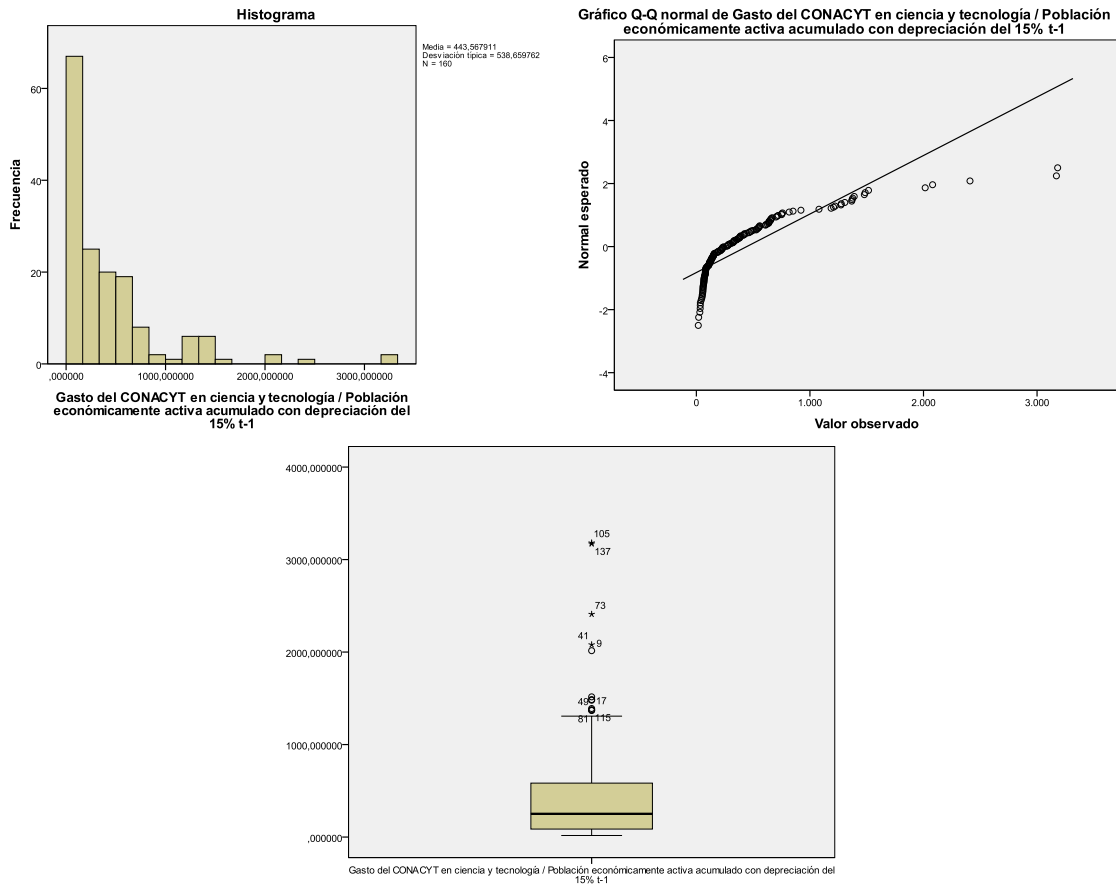 Histograma
Media = 443,567911
Desviación típica = 538,659762
N = 160
Frecuencia
60
40
20
0
,000000
1000,000000
2000,000000
3000,000000
Gasto del CONACYT en ciencia y tecnología / Población
económicamente activa acumulado con depreciación del
15% t-1
Gráfico Q-Q normal de Gasto del CONACYT en ciencia y tecnología / Población
económicamente activa acumulado con depreciación del 15% t-1
Normal esperado
6
4
2
0
-2
-4
0
1.000
2.000
3.000
Valor observado
4000,000000
3000,000000
2000,000000
1000,000000
,000000
105
137
73
41
9
49
17
81
115
Gasto del CONACYT en ciencia y tecnología / Población económicamente activa acumulado con depreciación del
15% t-1